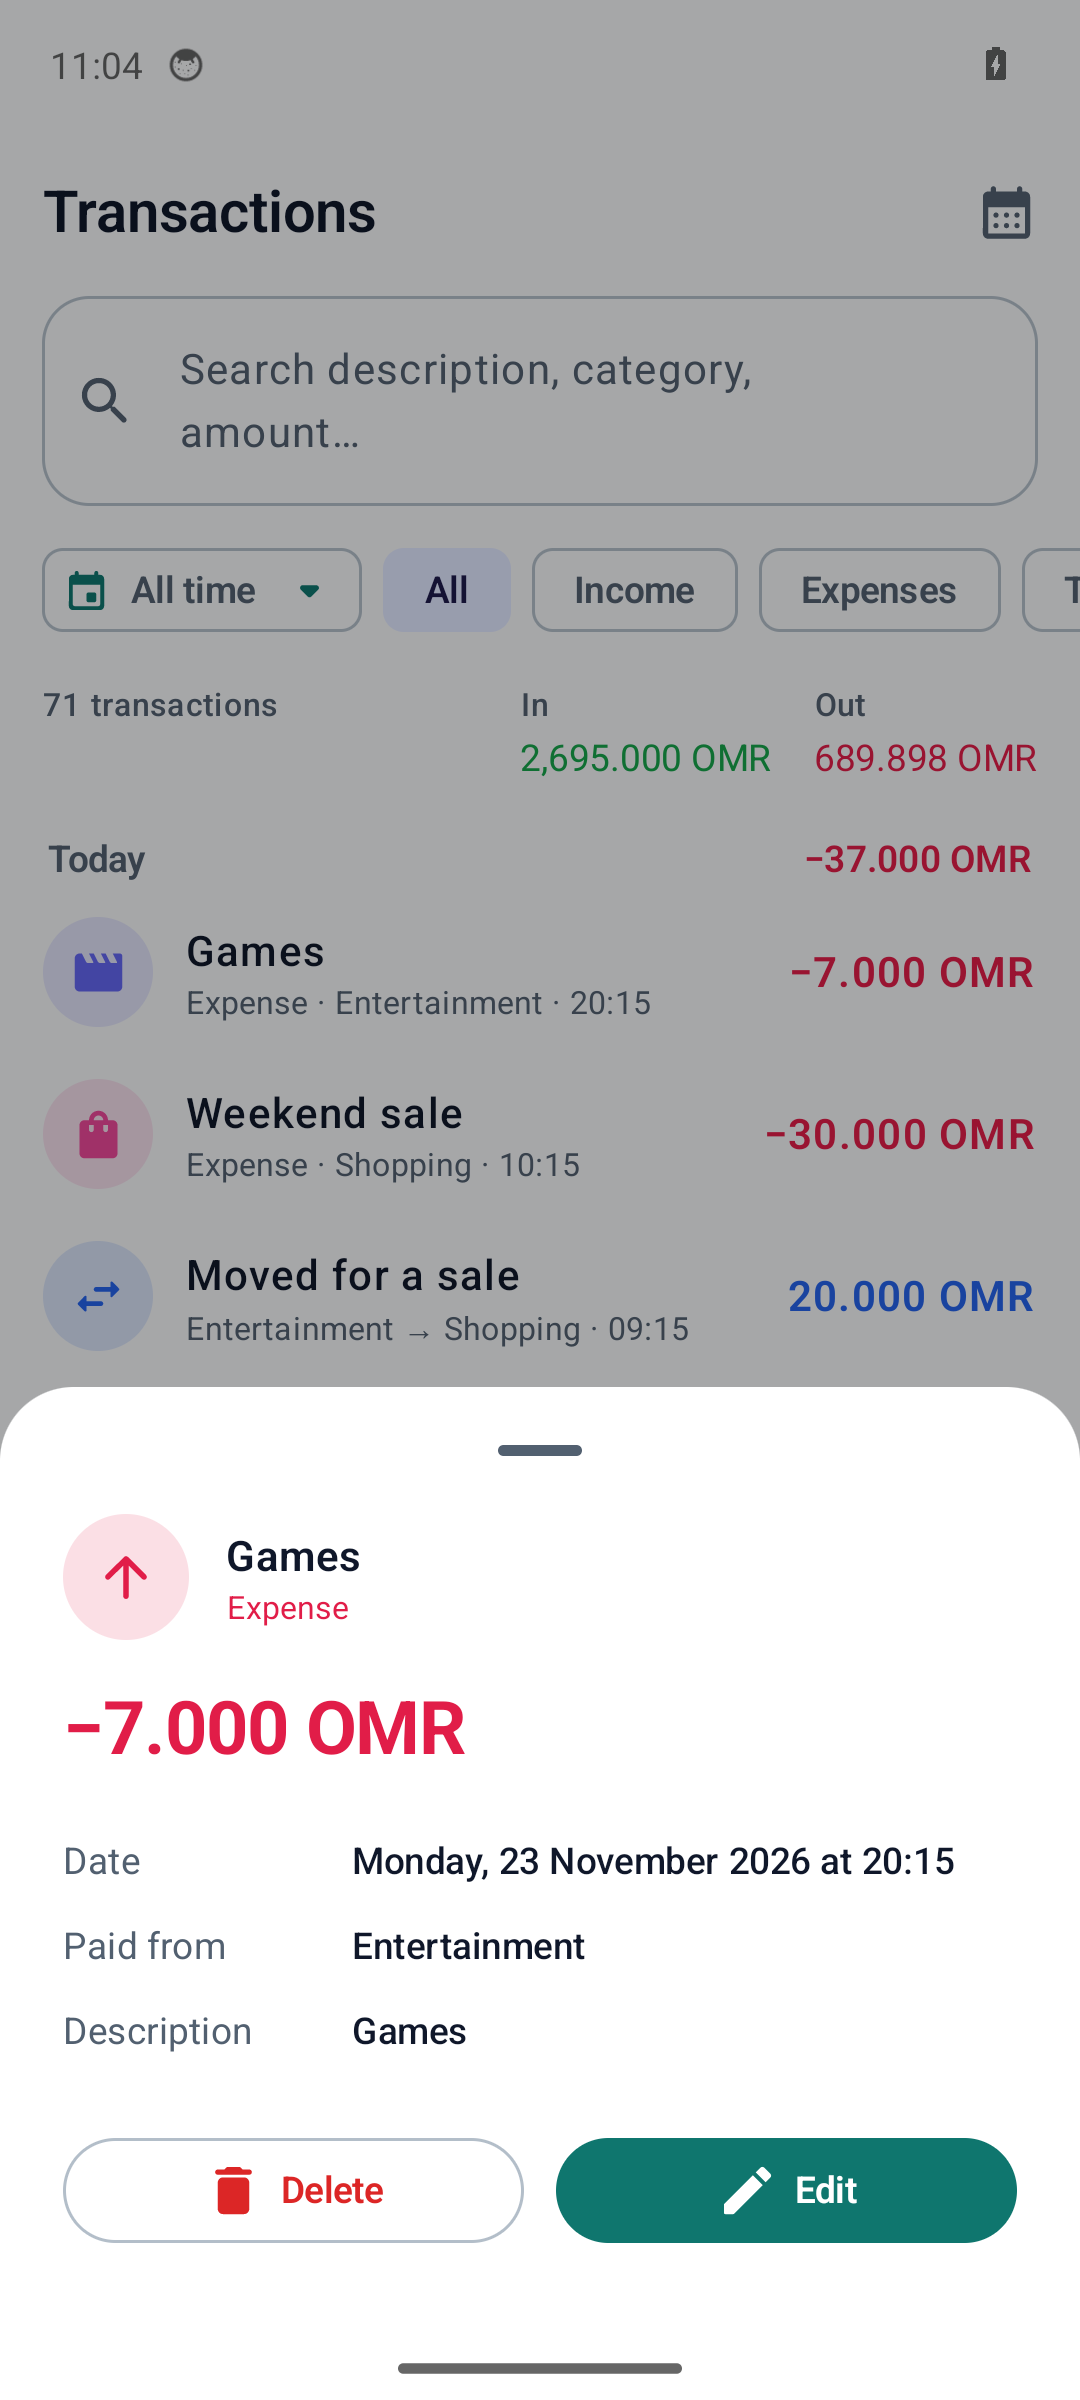 11:04
Transactions
Search description, category,
amount…
All time
All
Income
Expenses
T
71 transactions
In
Out
2,695.000 OMR
689.898 OMR
Today
−37.000 OMR
Games
Expense · Entertainment · 20:15
−7.000 OMR
Weekend sale
Expense · Shopping · 10:15
−30.000 OMR
Moved for a sale
Entertainment → Shopping · 09:15
20.000 OMR
Games
Expense
−7.000 OMR
Date
Monday, 23 November 2026 at 20:15
Paid from
Entertainment
Description
Games
Delete
Edit